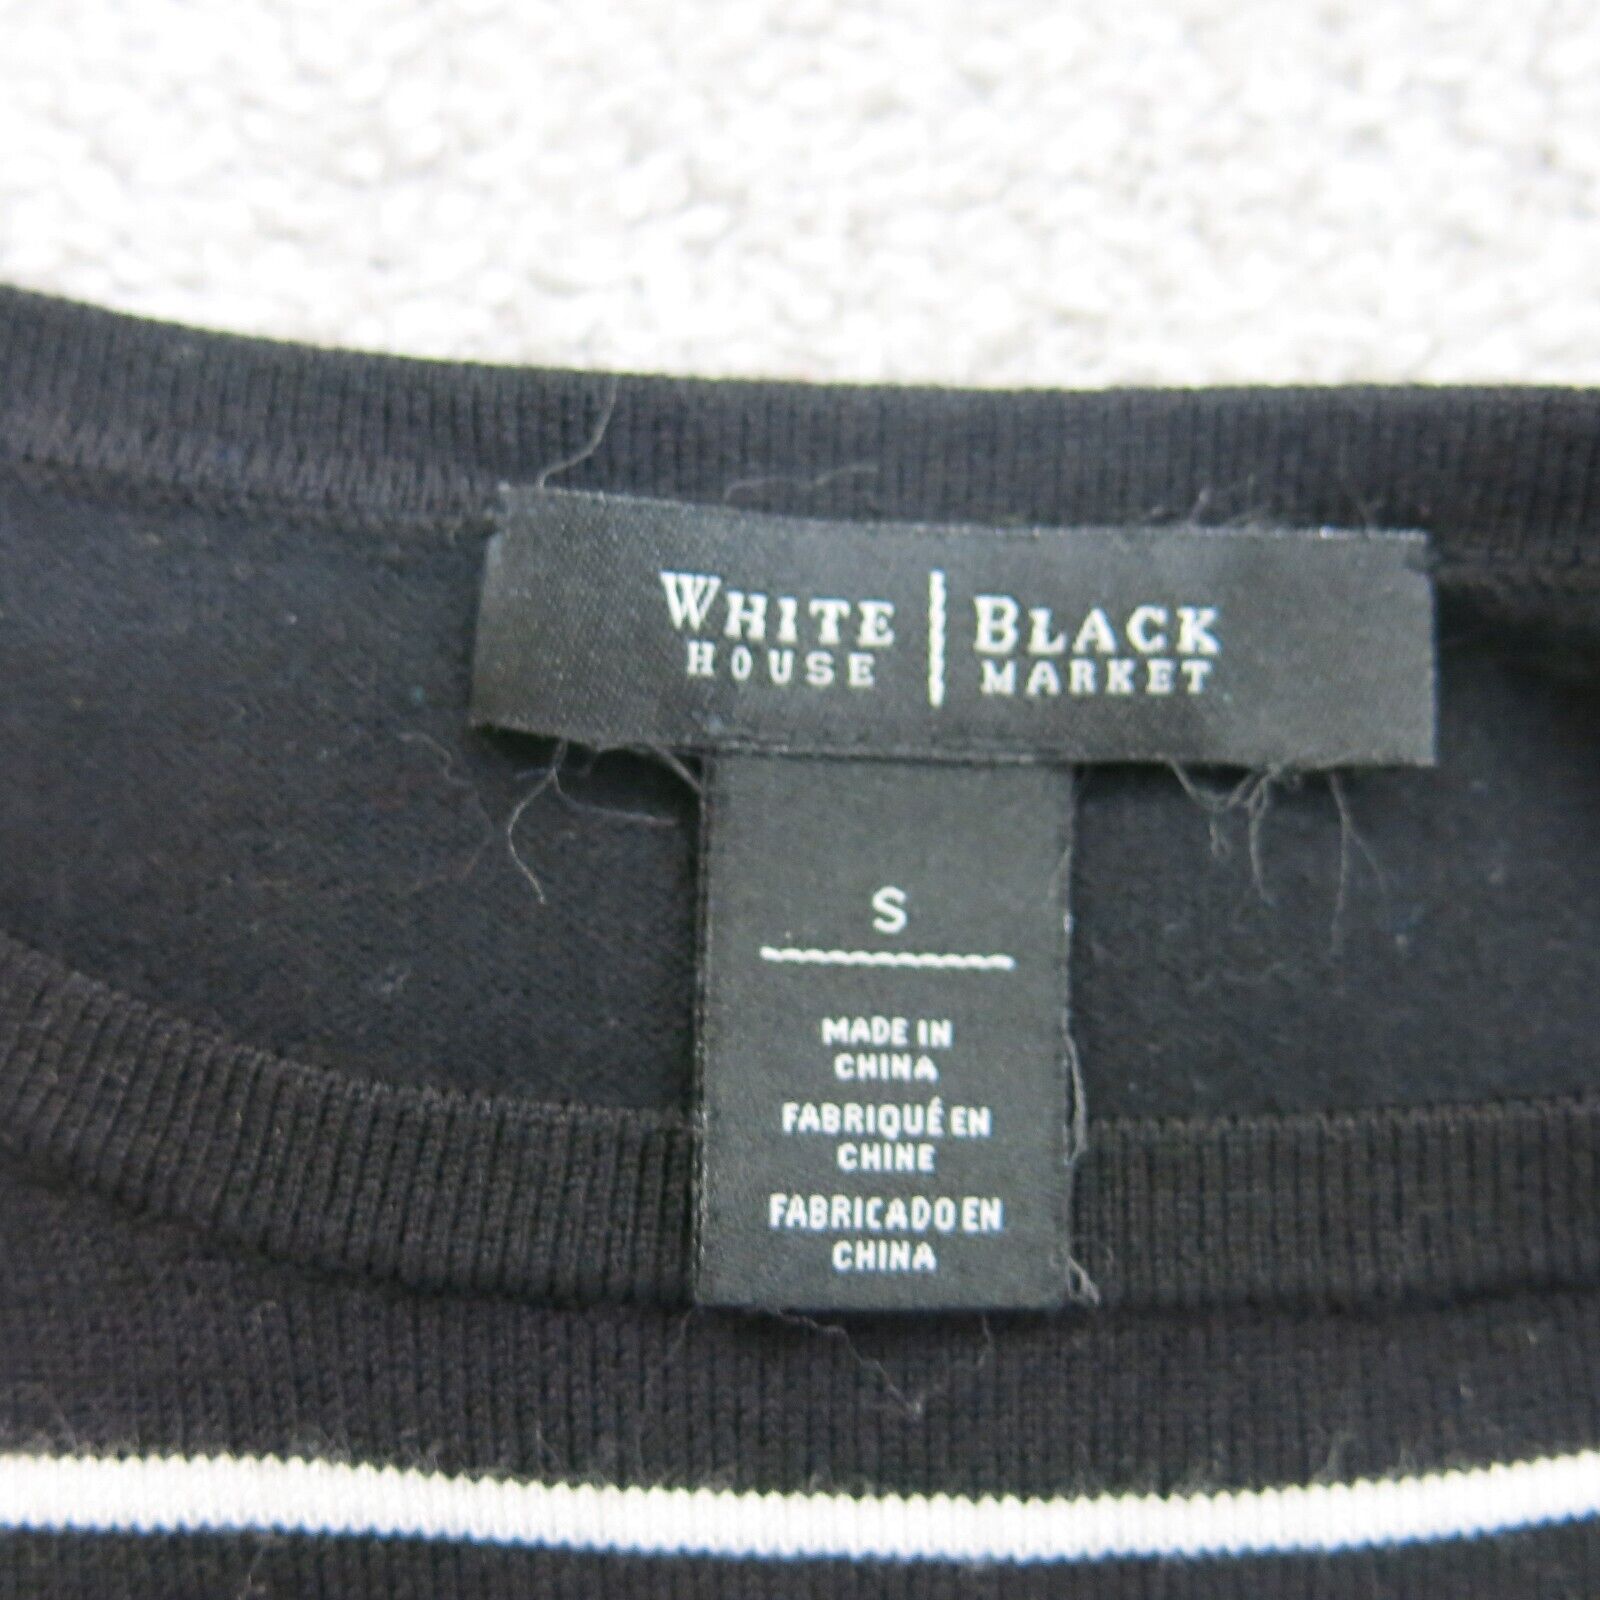 WHITE | BLACK
HOUSE | MARKET
S
MADE IN
CHINA
FABRIQUÉ EN
CHINE
FABRICADO EN
CHINA